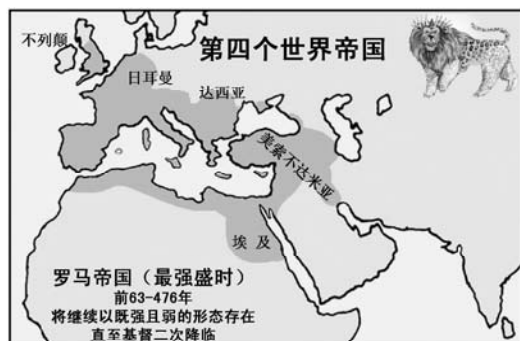 不列颠
第四个世界帝国
日耳曼
达西亚
美索不达米亚
埃及
罗马帝国（最强盛时）
前63-476年
将继续以既强且弱的形态存在
直至基督二次降临